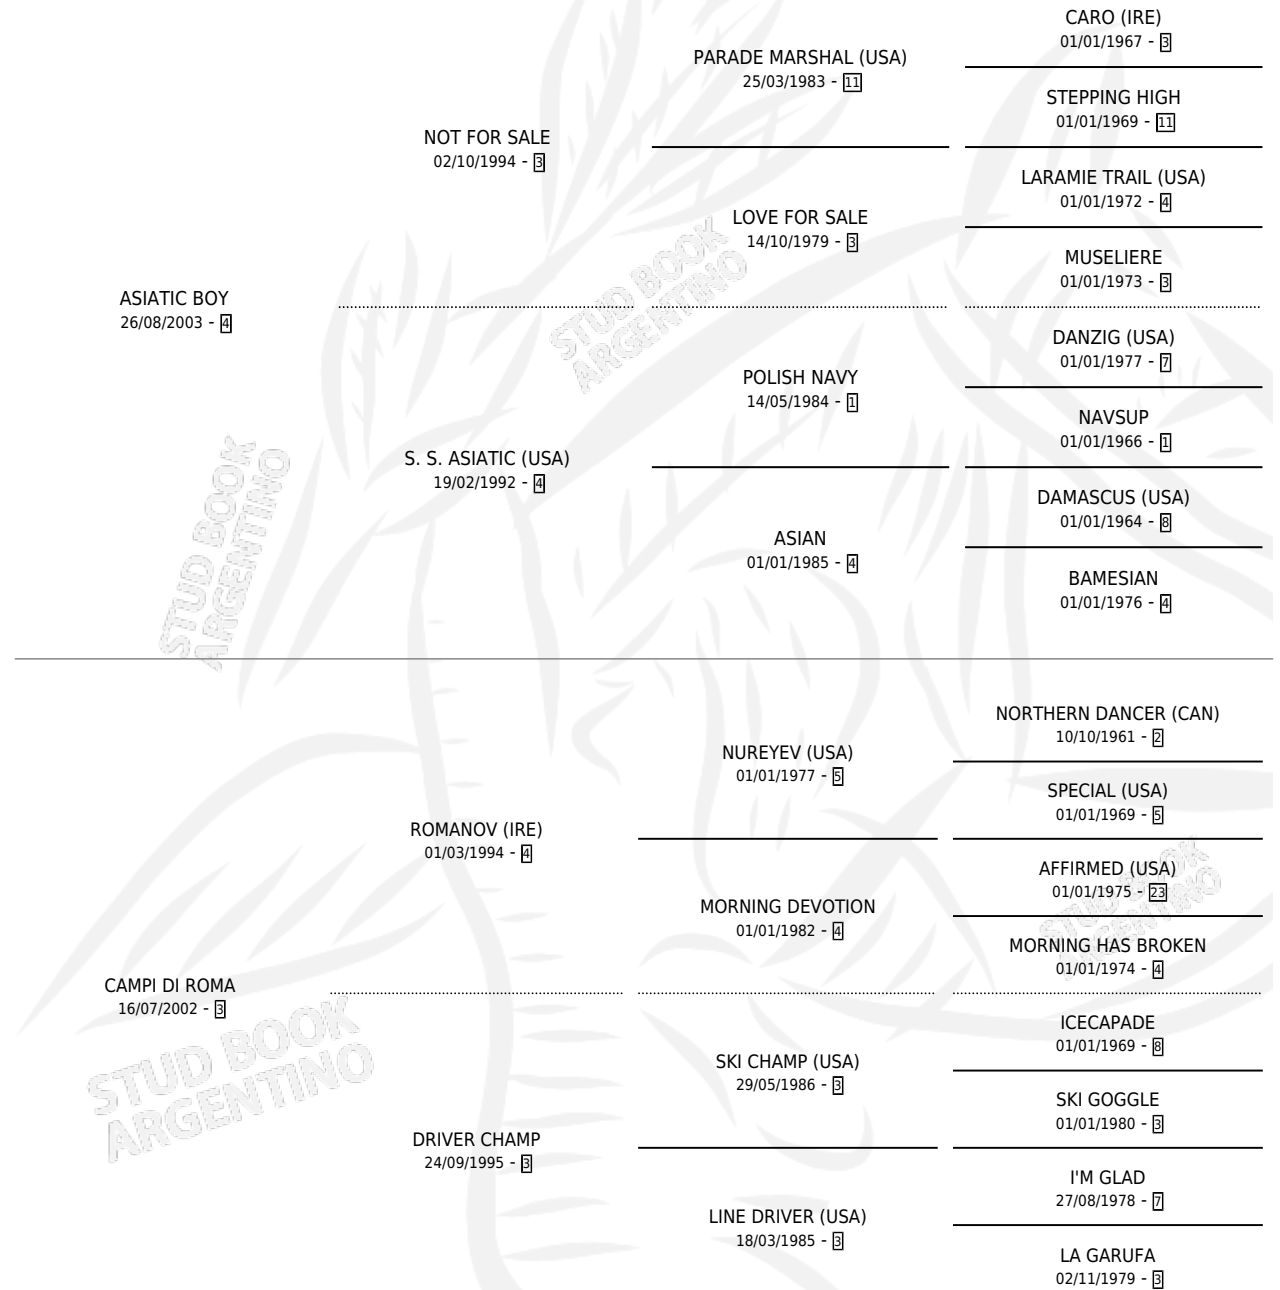 CARO (IRE)
01/01/1967 - 3
PARADE MARSHAL (USA)
25/03/1983 - 11
STEPPING HIGH
01/01/1969 - 11
NOT FOR SALE
02/10/1994 - 3
LARAMIE TRAIL (USA)
01/01/1972 - 4
LOVE FOR SALE
14/10/1979 - 3
MUSELIERE
01/01/1973 - 3
ASIATIC BOY
26/08/2003 - 4
STUD BOOK
ARGENTINO
DANZIG (USA)
01/01/1977 - 7
POLISH NAVY
14/05/1984 - 1
NAVSUP
01/01/1966 - 1
S. S. ASIATIC (USA)
19/02/1992 - 4
DAMASCUS (USA)
01/01/1964 - 8
ASIAN
01/01/1985 - 4
BAMESIAN
01/01/1976 - 4
STUD BOOK
ARGENTINO
NORTHERN DANCER (CAN)
10/10/1961 - 2
NUREYEV (USA)
01/01/1977 - 5
SPECIAL (USA)
01/01/1969 - 5
ROMANOV (IRE)
01/03/1994 - 4
AFFIRMED (USA)
01/01/1975 - 23
MORNING DEVOTION
01/01/1982 - 4
MORNING HAS BROKEN
01/01/1974 - 4
STUD BOOK
ARGENTINO
CAMPI DI ROMA
16/07/2002 - 3
ICECAPADE
01/01/1969 - 8
SKI CHAMP (USA)
29/05/1986 - 3
SKI GOGGLE
01/01/1980 - 3
STUD BOOK
ARGENTINO
DRIVER CHAMP
24/09/1995 - 3
I'M GLAD
27/08/1978 - 7
LINE DRIVER (USA)
18/03/1985 - 3
LA GARUFA
02/11/1979 - 3